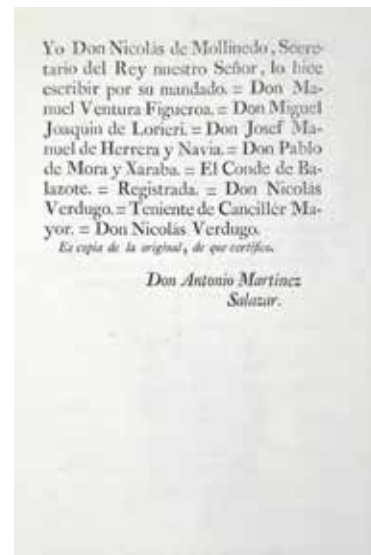 Yo Don Nicolás de Mollinedo, Secre-
tario del Rey nuestro Señor, lo hice
escribir por su mandado. = Don Ma-
nuel Ventura Figueroa. = Don Miguel
Joaquin de Lorieri. = Don Josef Ma-
nuel de Herrera y Navia. = Don Pablo
de Mora y Xaraba. = El Conde de Ba-
lazote. = Registrada. = Don Nicolás
Verdugo. = Teniente de Canciller Ma-
yor. = Don Nicolás Verdugo.
Es copia de la original, de que certifico.
Don Antonio Martinez
Salazar.